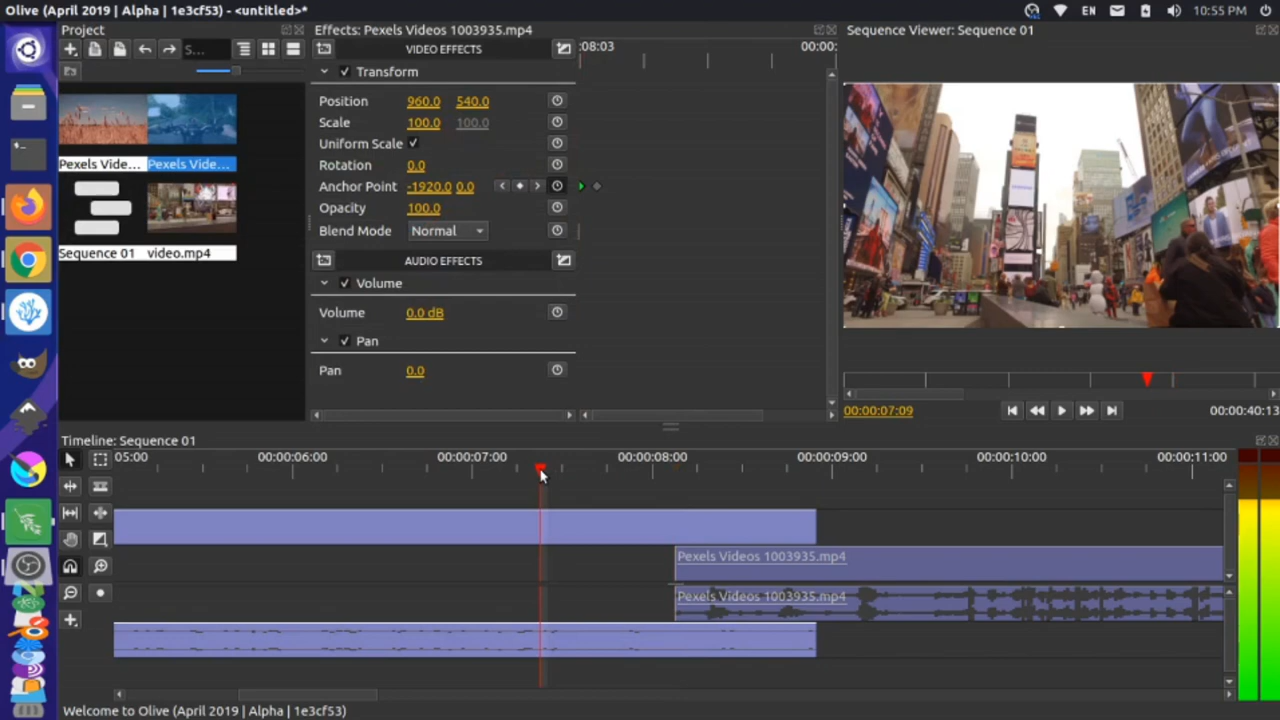 Olive (April 2019 | Alpha | 1e3cf53) - <untitled>*
EN
10:55 PM
Project
Effects: Pexels Videos 1003935.mp4
Sequence Viewer: Sequence 01
S...
VIDEO EFFECTS
:08:03
00:00:
Transform
Position 960.0 540.0
Scale 100.0 100.0
Uniform Scale
Rotation 0.0
Anchor Point -1920.0 0.0
Opacity 100.0
Blend Mode Normal
AUDIO EFFECTS
Volume
Volume 0.0 dB
Pan
Pan 0.0
Pexels Vide... Pexels Vide...
Sequence 01 video.mp4
00:00:07:09
00:00:40:13
Timeline: Sequence 01
05:00 00:00:06:00 00:00:07:00 00:00:08:00 00:00:09:00 00:00:10:00 00:00:11:00
Pexels Videos 1003935.mp4
Pexels Videos 1003935.mp4
Welcome to Olive (April 2019 | Alpha | 1e3cf53)